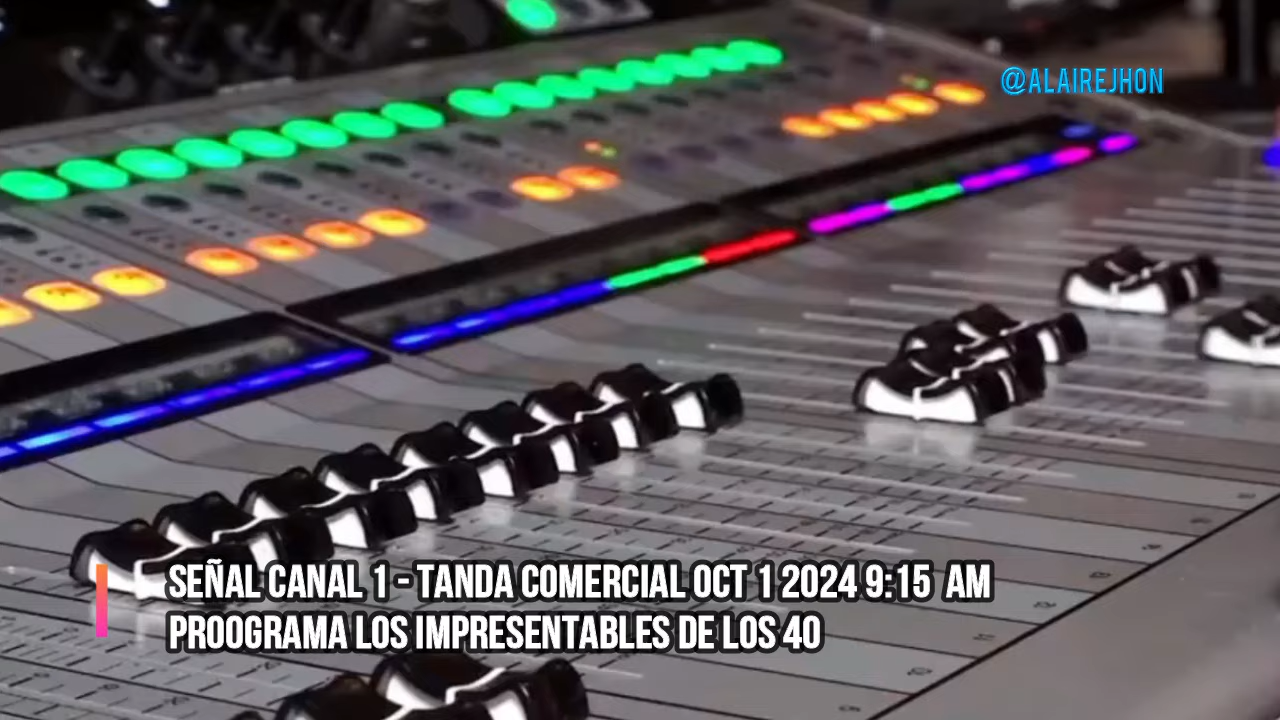 @ALAIREJHON
SEÑAL CANAL 1 - TANDA COMERCIAL OCT 1 2024 9:15 AM
PROOGRAMA LOS IMPRESENTABLES DE LOS 40